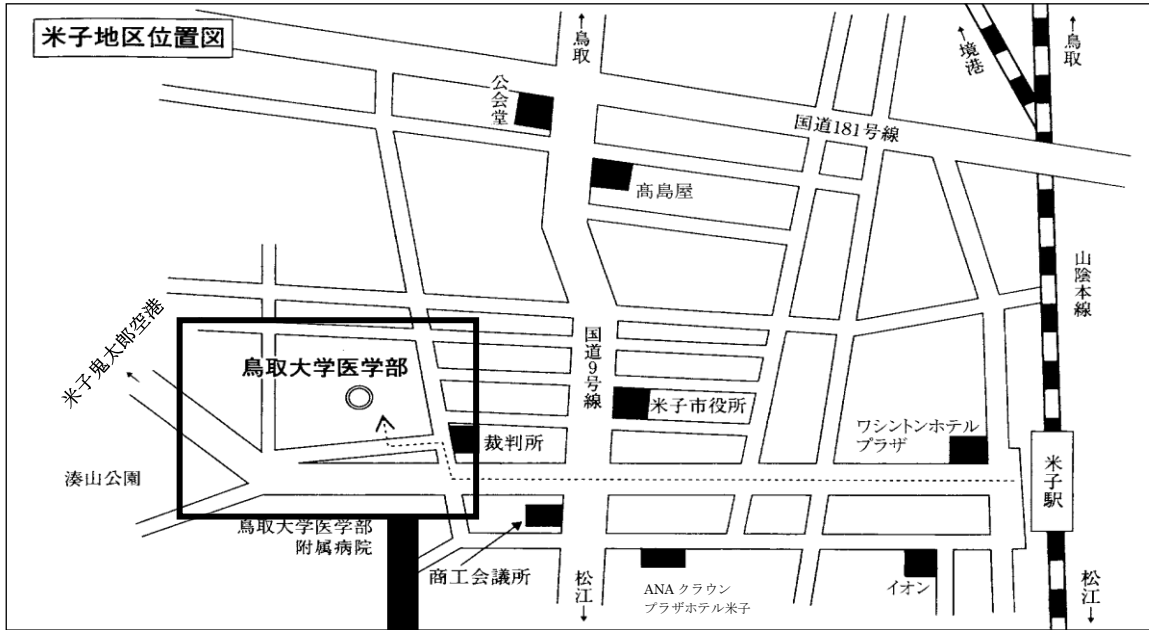 米子地区位置図
↑鳥取
↑境港
↑鳥取
公会堂
国道181号線
髙島屋
山陰本線
米子鬼太郎空港
↑
鳥取大学医学部
国道9号線
米子市役所
ワシントンホテル
プラザ
裁判所
米子駅
湊山公園
鳥取大学医学部
附属病院
商工会議所
松江↓
ANA クラウン
プラザホテル米子
イオン
松江↓